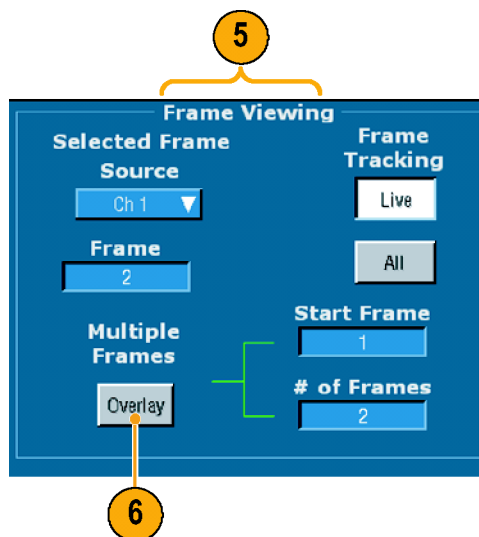 5
Frame Viewing
Selected Frame
Source
Ch 1
Frame
2
Frame
Tracking
Live
All
Multiple
Frames
Overlay
Start Frame
1
# of Frames
2
6